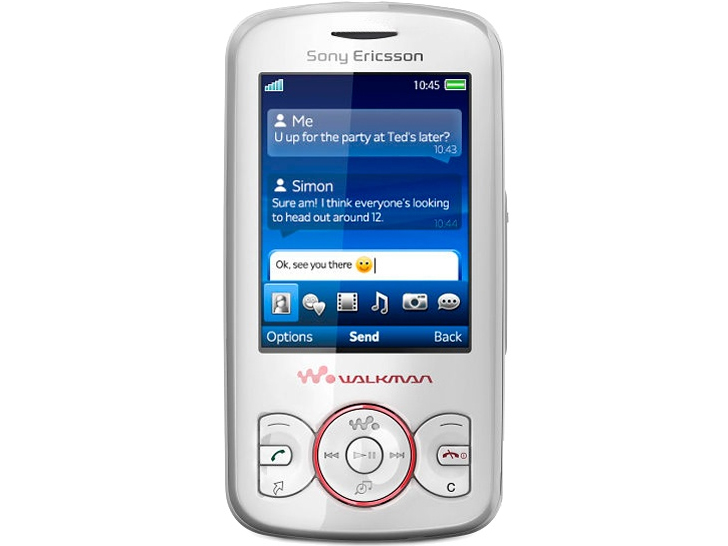 Sony Ericsson
10:45
Me
U up for the party at Ted's later?
10:43
Simon
Sure am! I think everyone's looking
to head out around 12.
10:44
Ok, see you there
Options Send Back
WALKMAN
C